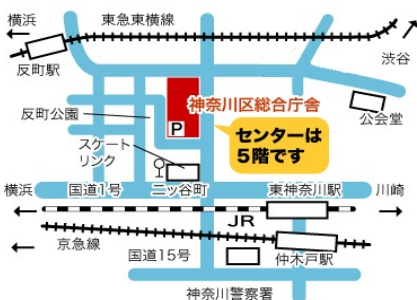 横浜
東急東横線
渋谷
反町駅
神奈川区総合庁舎
公会堂
反町公園
P
センターは
5階です
スケート
リンク
二ッ谷町
横浜
国道1号
東神奈川駅
川崎
JR
京急線
国道15号
仲木戸駅
神奈川警察署